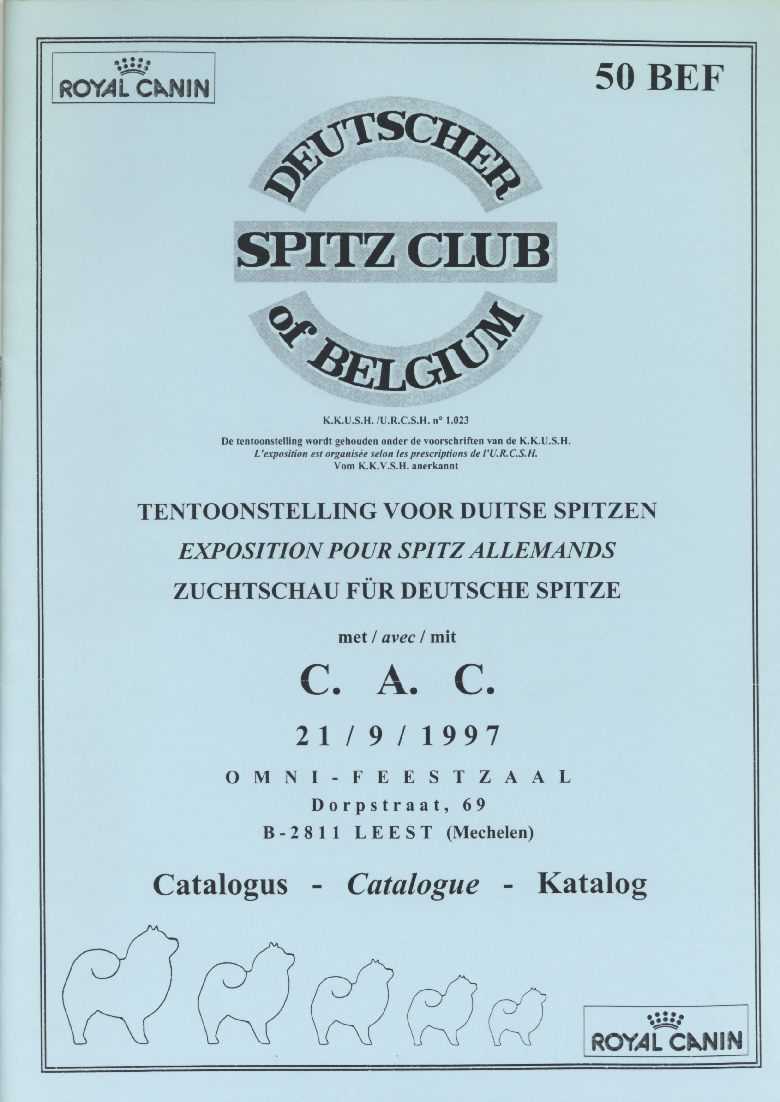 ROYAL CANIN
50 BEF
DEUTSCHER
SPITZ CLUB
of BELGIUM
K.K.U.S.H. /U.R.C.S.H. n° 1.023
De tentoonstelling wordt gehouden onder de voorschriften van de K.K.U.S.H.
L'exposition est organisée selon les prescriptions de l'U.R.C.S.H.
Vom K.K.V.S.H. anerkannt
TENTOONSTELLING VOOR DUITSE SPITZEN
EXPOSITION POUR SPITZ ALLEMANDS
ZUCHTSCHAU FÜR DEUTSCHE SPITZE
met / avec / mit
C. A. C.
21 / 9 / 1997
OMNI-FEESTZAAL
Dorpstraat, 69
B-2811 LEEST (Mechelen)
Catalogus - Catalogue - Katalog
ROYAL CANIN